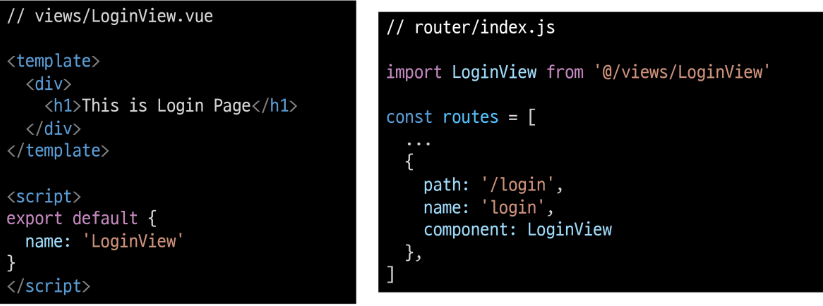 // views/LoginView.vue
<template>
  <div>
    <h1>This is Login Page</h1>
  </div>
</template>
<script>
export default {
  name: 'LoginView'
}
</script>
// router/index.js
import LoginView from '@/views/LoginView'
const routes = [
  ...
  {
    path: '/login',
    name: 'login',
    component: LoginView
  },
]